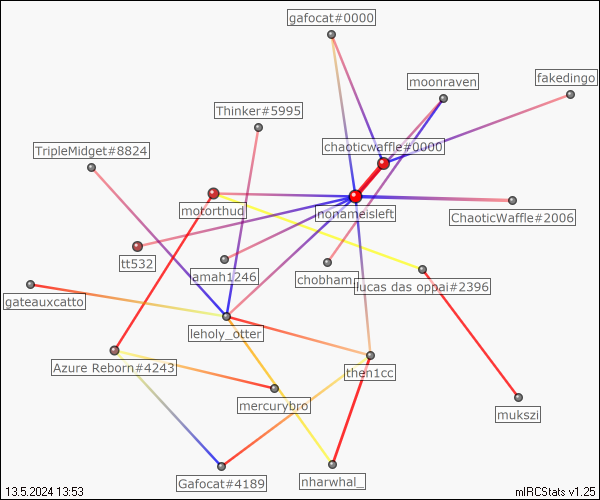 gafocat#0000
moonraven
fakedingo
Thinker#5995
chaoticwaffle#0000
TripleMidget#8824
motorthud
nonameisleft
ChaoticWaffle#2006
tt532
amah1246
chobham_
lucas das oppai#2396
gateauxcatto
leholy_otter
Azure Reborn#4243
then1cc
mercurybro
mukszi
Gafocat#4189
nharwhal_
13.5.2024 13:53
mIRCStats v1.25